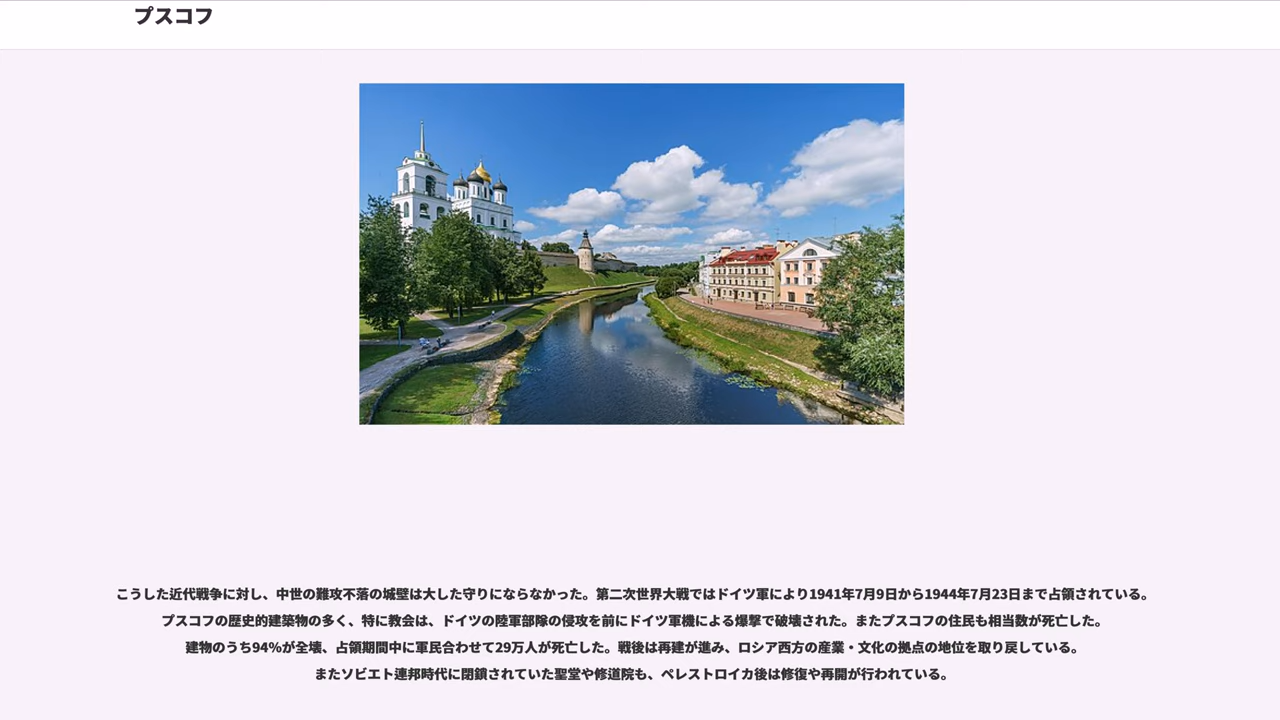 プスコフ
こうした近代戦争に対し、中世の難攻不落の城壁は大した守りにならなかった。第二次世界大戦ではドイツ軍により1941年7月9日から1944年7月23日まで占領されている。
プスコフの歴史的建築物の多く、特に教会は、ドイツの陸軍部隊の侵攻を前にドイツ軍機による爆撃で破壊された。またプスコフの住民も相当数が死亡した。
建物のうち94%が全壊、占領期間中に軍民合わせて29万人が死亡した。戦後は再建が進み、ロシア西方の産業・文化の拠点の地位を取り戻している。
またソビエト連邦時代に閉鎖されていた聖堂や修道院も、ペレストロイカ後は修復や再開が行われている。